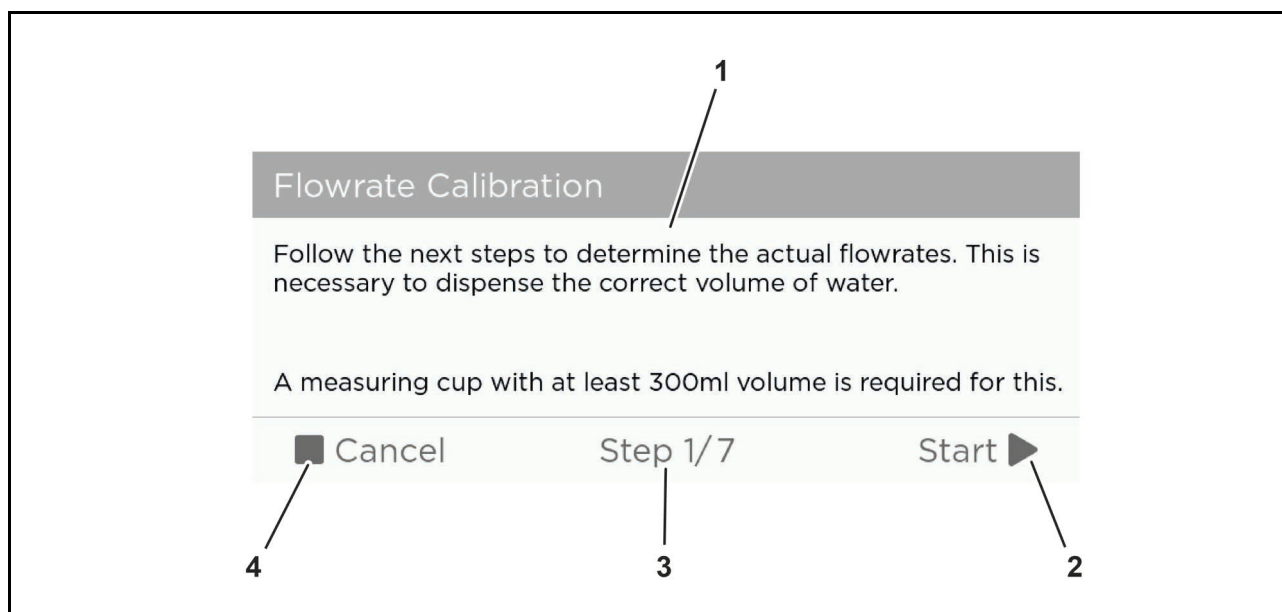 1
Flowrate Calibration
Follow the next steps to determine the actual flowrates. This is
necessary to dispense the correct volume of water.
A measuring cup with at least 300ml volume is required for this.
Cancel Step 1/7 Start
4 3 2